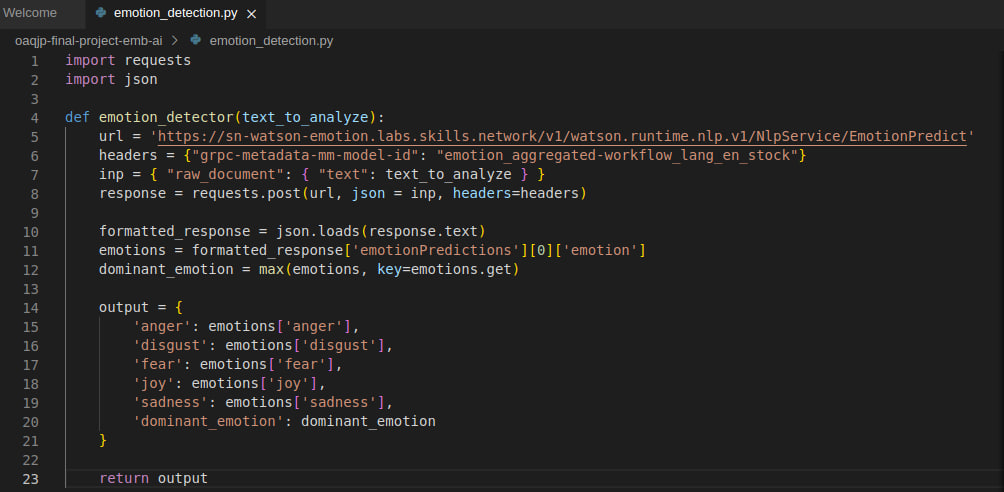 Welcome
emotion_detection.py ×
oaqjp-final-project-emb-ai > emotion_detection.py
1 import requests
2 import json
3
4 def emotion_detector(text_to_analyze):
5     url = 'https://sn-watson-emotion.labs.skills.network/v1/watson.runtime.nlp.v1/NlpService/EmotionPredict'
6     headers = {"grpc-metadata-mm-model-id": "emotion_aggregated-workflow_lang_en_stock"}
7     inp = { "raw_document": { "text": text_to_analyze } }
8     response = requests.post(url, json = inp, headers=headers)
9
10     formatted_response = json.loads(response.text)
11     emotions = formatted_response['emotionPredictions'][0]['emotion']
12     dominant_emotion = max(emotions, key=emotions.get)
13
14     output = {
15         'anger': emotions['anger'],
16         'disgust': emotions['disgust'],
17         'fear': emotions['fear'],
18         'joy': emotions['joy'],
19         'sadness': emotions['sadness'],
20         'dominant_emotion': dominant_emotion
21     }
22
23     return output